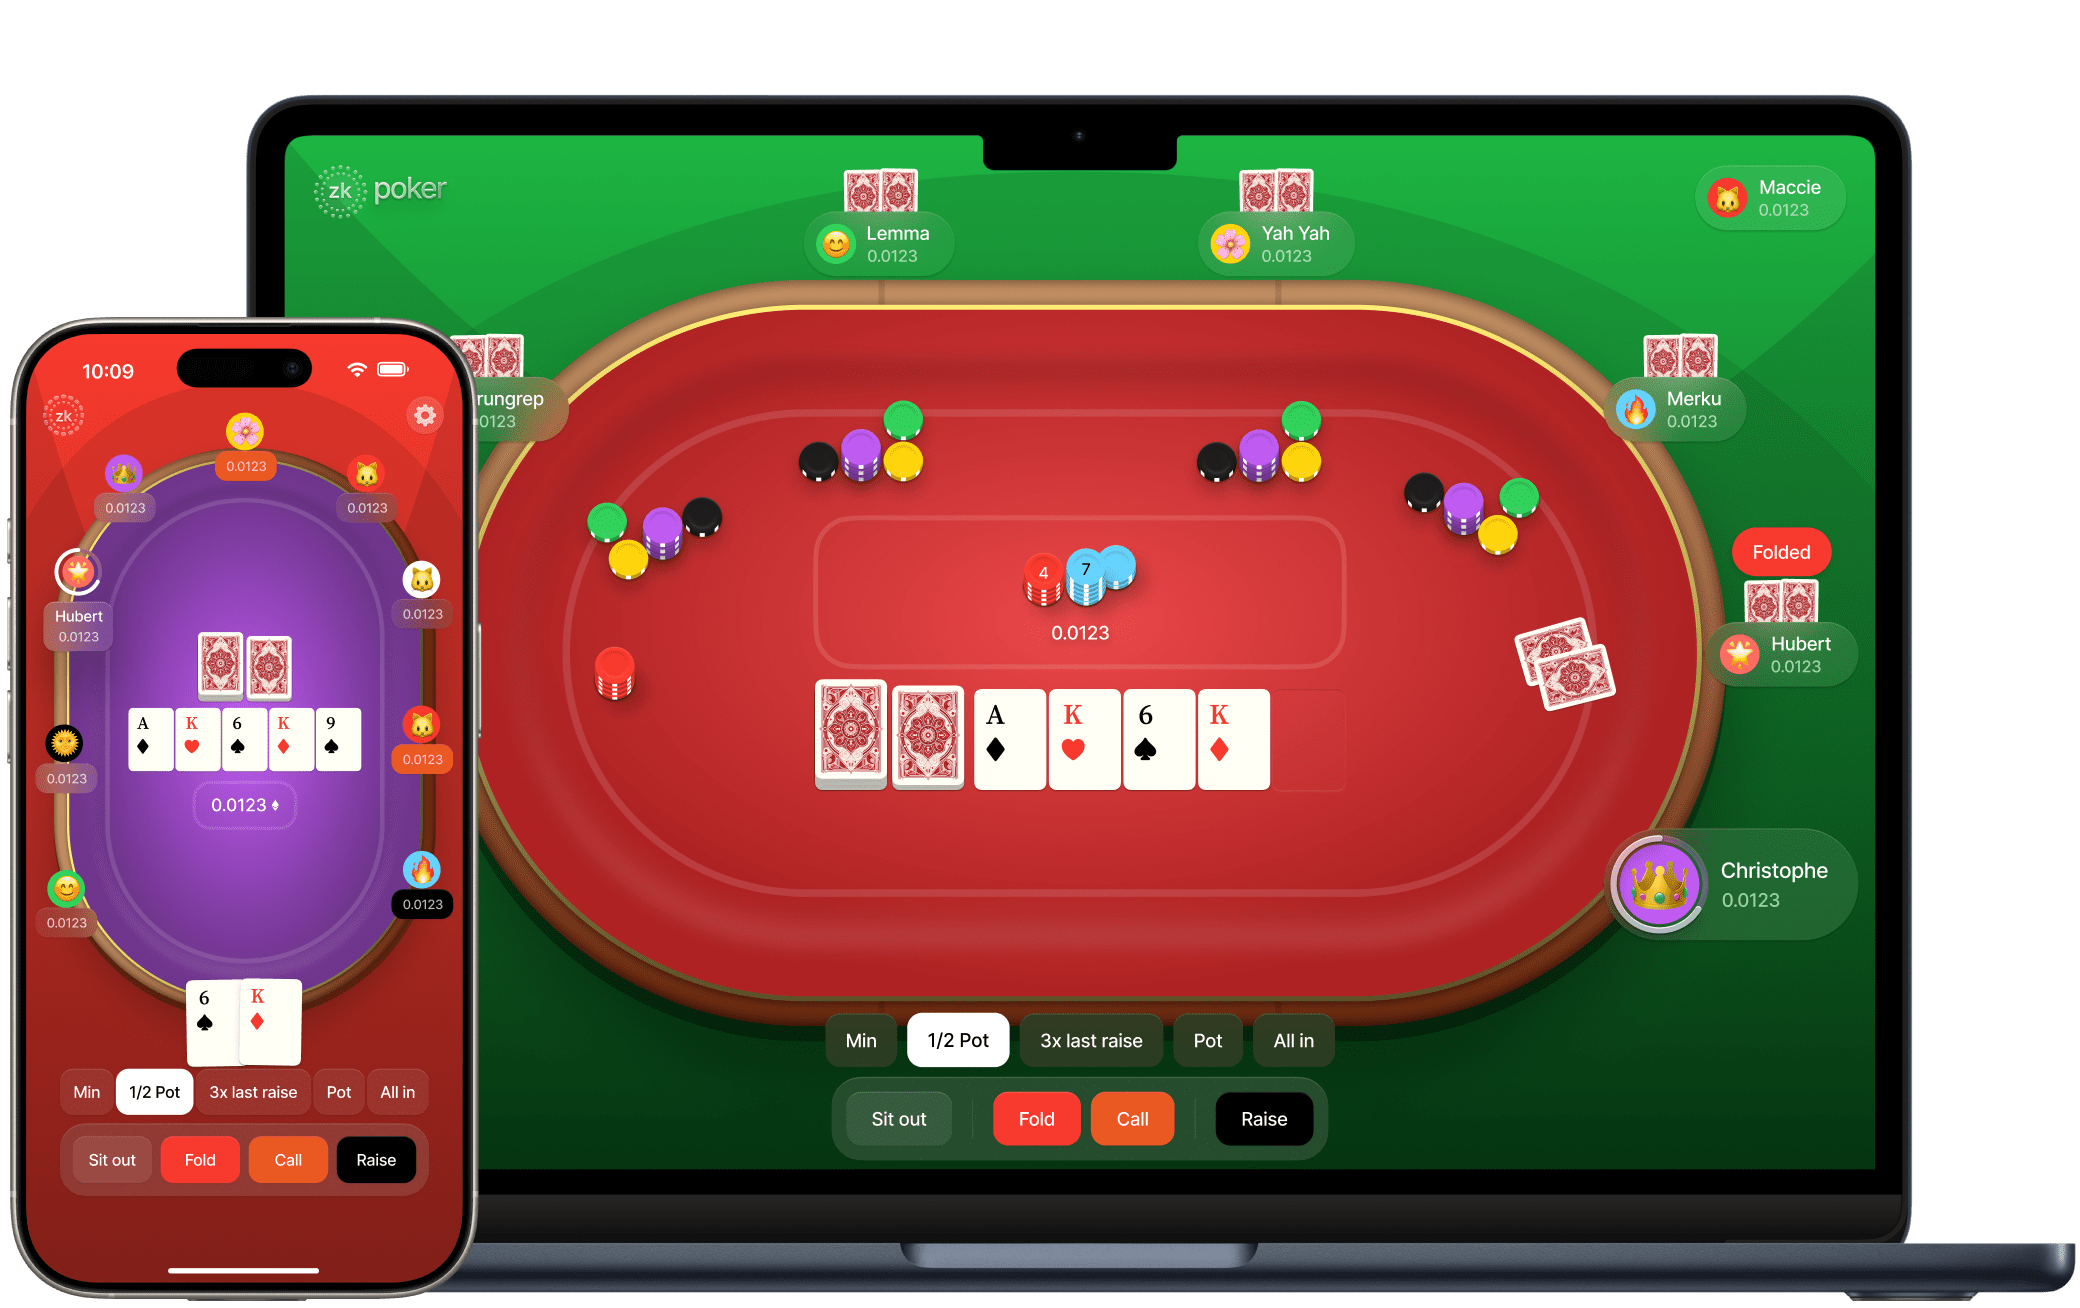 zk poker
Lemma
0.0123
Yah Yah
0.0123
Maccie
0.0123
rungrep
0123
Merku
0.0123
Folded
Hubert
0.0123
4
7
0.0123
A K 6 K
Christophe
0.0123
Min 1/2 Pot 3x last raise Pot All in
Sit out Fold Call Raise
10:09
zk
0.0123
0.0123
0.0123
Hubert
0.0123
0.0123
A K 6 K 9
0.0123
0.0123
0.0123
0.0123
0.0123
6 K
Min 1/2 Pot 3x last raise Pot All in
Sit out Fold Call Raise